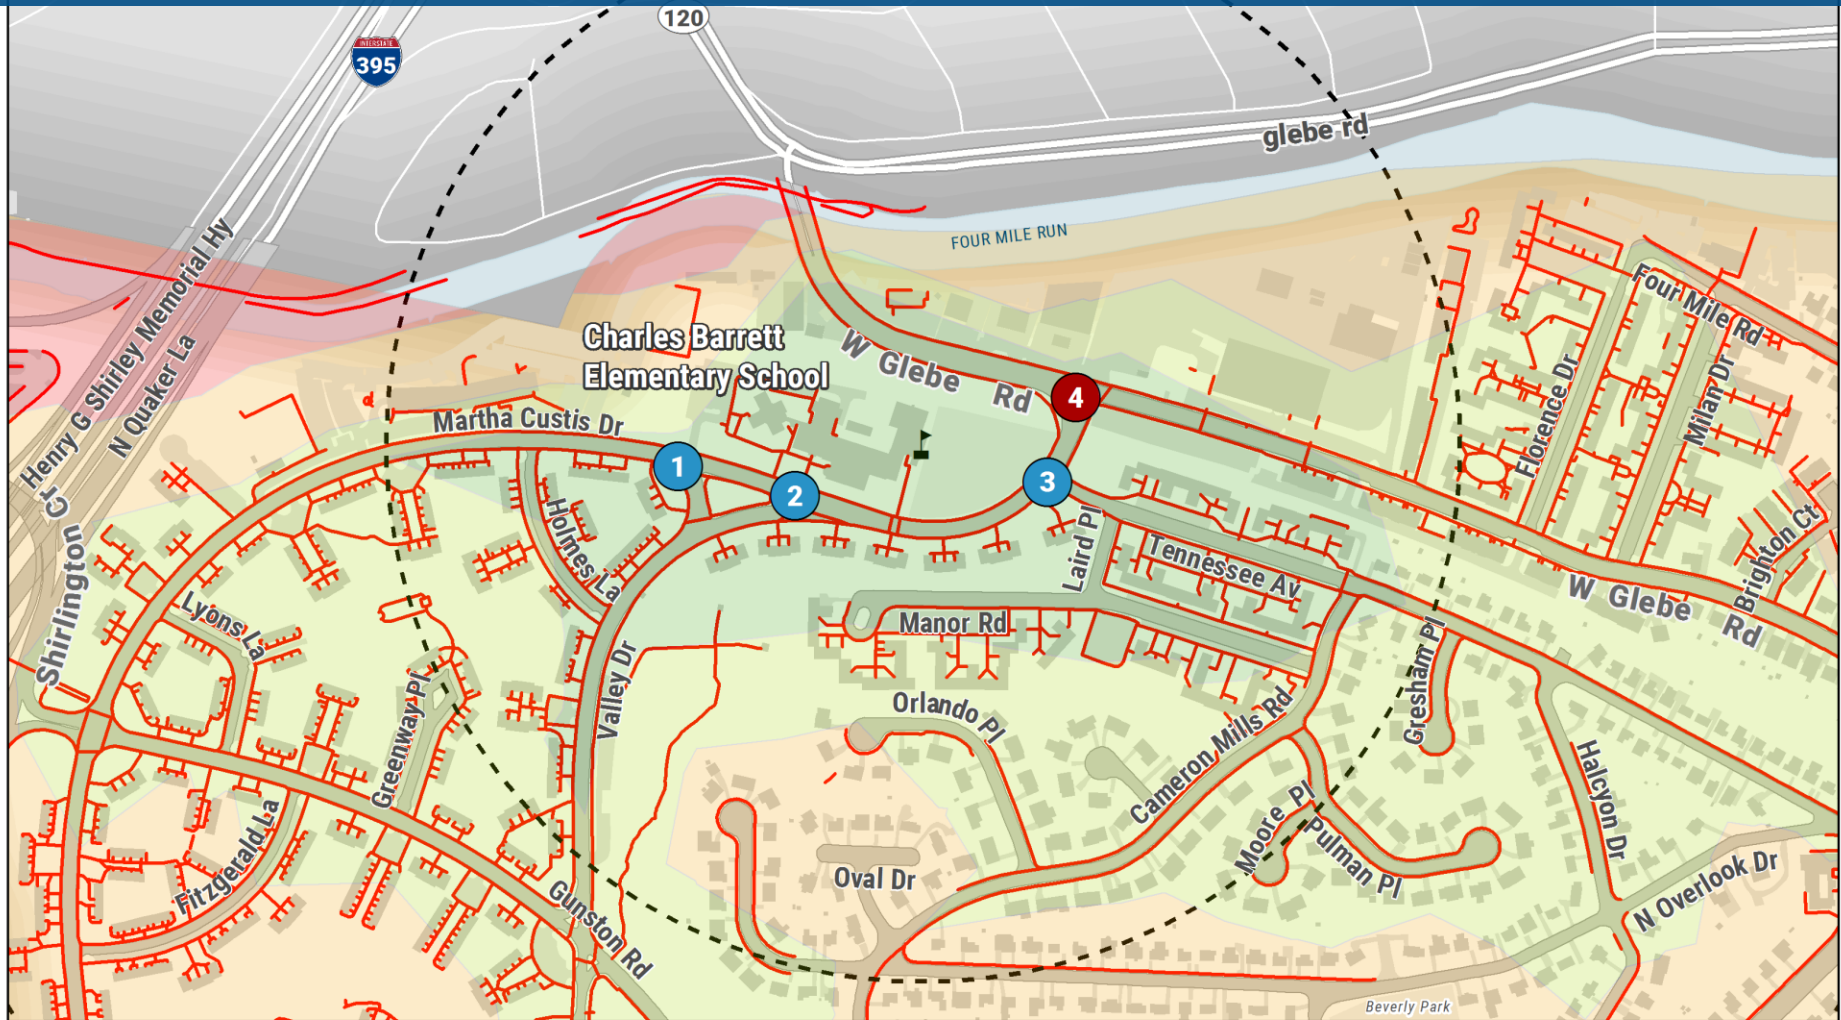 120
INTERSTATE
395
glebe rd
FOUR MILE RUN
Henry G Shirley Memorial Hy
N Quaker La
Four Mile Rd
Charles Barrett
Elementary School
W Glebe Rd
4
Martha Custis Dr
Florence Dr
Milan Dr
1
2
3
Shirlington Cr
Holmes La
Laird Pl
Tennessee Av
Brighton Ct
W Glebe Rd
Lyons La
Manor Rd
Gresham Pl
Valley Dr
Greenway Pl
Orlando Pl
Cameron Mills Rd
Halcyon Dr
Fitzgerald La
Moore Pl
Pulman Pl
Oval Dr
N Overlook Dr
Gunston Rd
Beverly Park